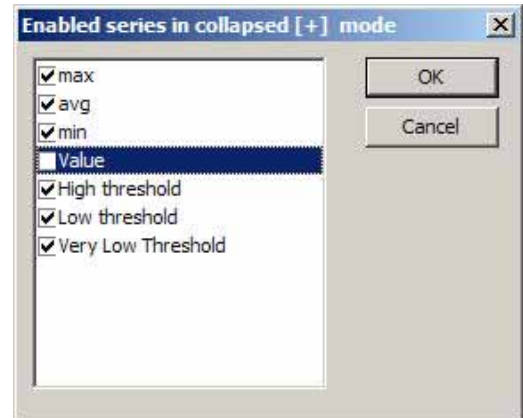 Enabled series in collapsed [+] mode
max
avg
min
Value
High threshold
Low threshold
Very Low Threshold
OK
Cancel